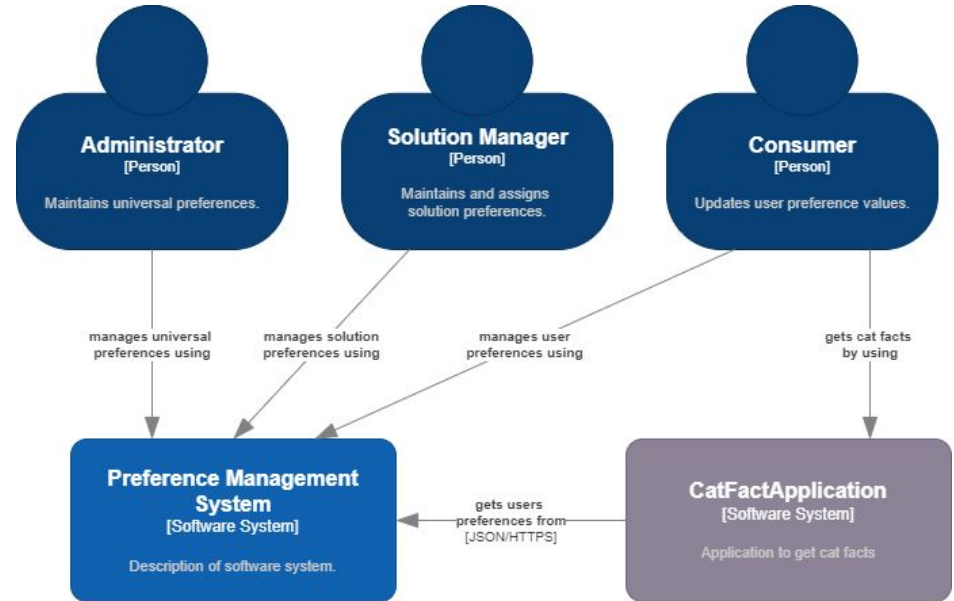 Administrator
[Person]
Maintains universal preferences.
Solution Manager
[Person]
Maintains and assigns
solution preferences.
Consumer
[Person]
Updates user preference values.
manages universal
preferences using
manages solution
preferences using
manages user
preferences using
gets cat facts
by using
Preference Management
System
[Software System]
Description of software system.
gets users
preferences from
[JSON/HTTPS]
CatFactApplication
[Software System]
Application to get cat facts